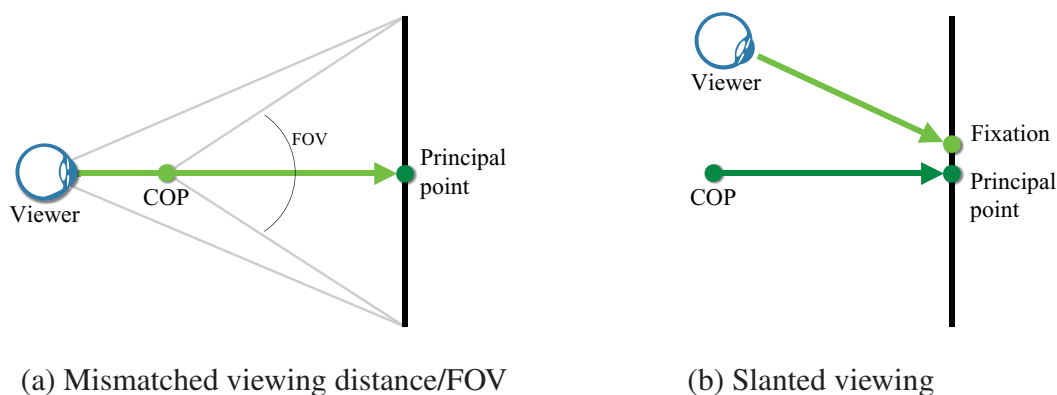 FOV
Principal
point
COP
Viewer
(a) Mismatched viewing distance/FOV
Viewer
Fixation
COP
Principal
point
(b) Slanted viewing